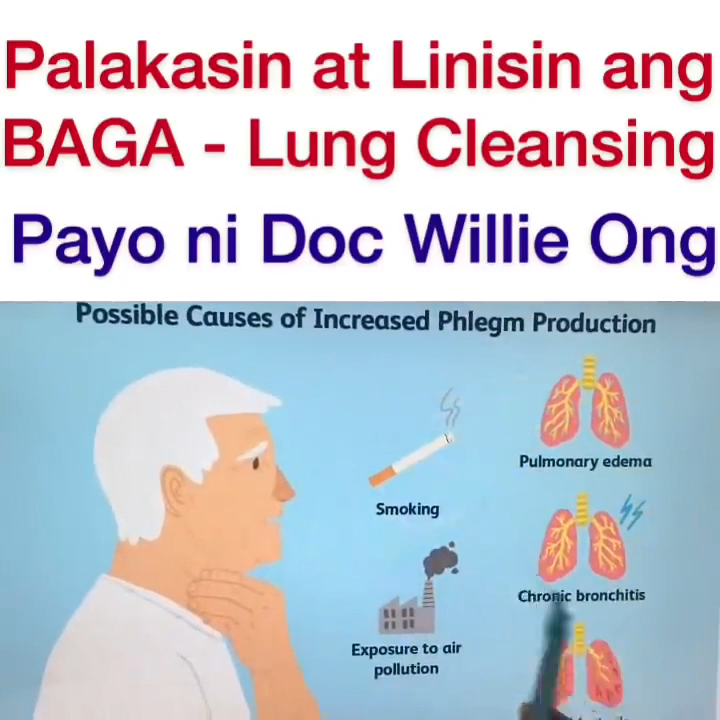 Palakasin at Linisin ang
BAGA - Lung Cleansing
Payo ni Doc Willie Ong
Possible Causes of Increased Phlegm Production
Pulmonary edema
Smoking
Chronic bronchitis
Exposure to air
pollution